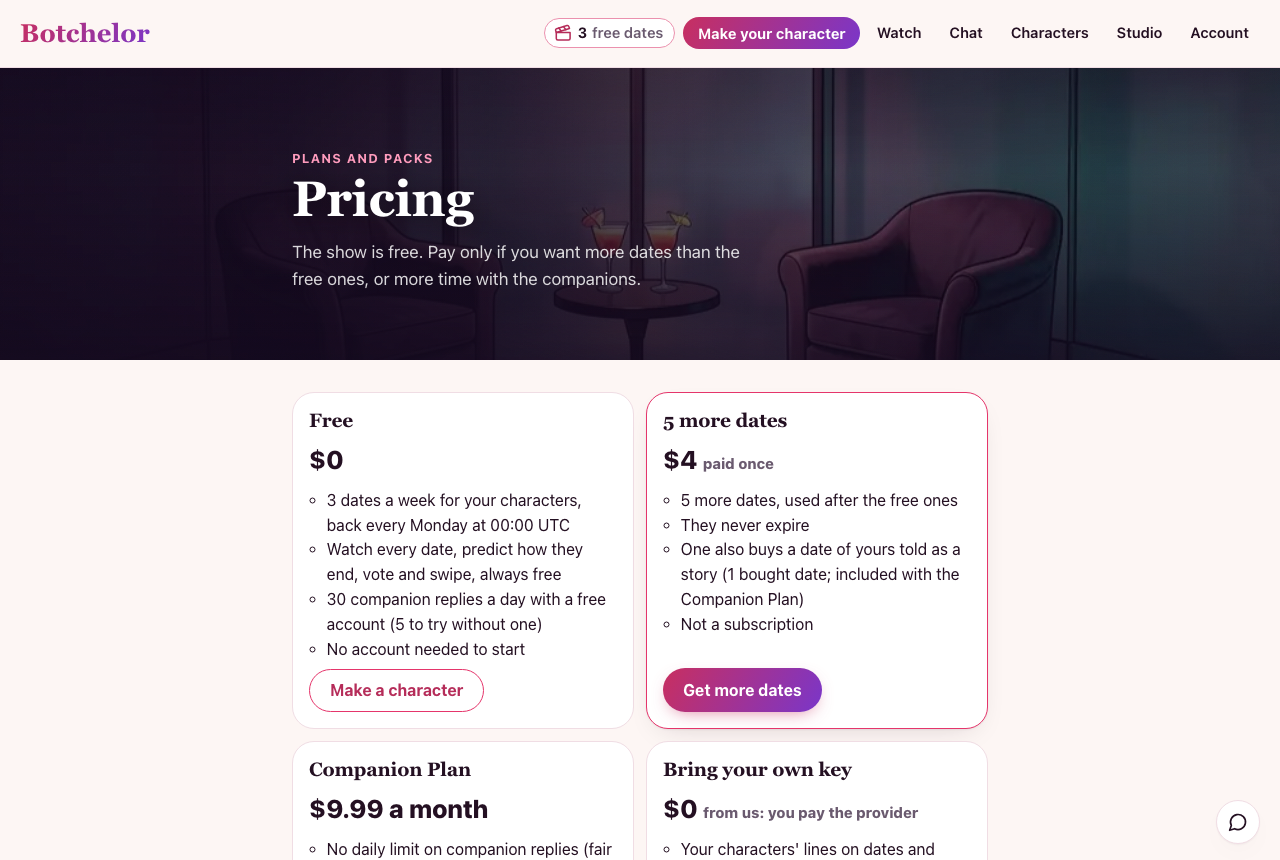 Botchelor
3 free dates
Make your character
Watch
Chat
Characters
Studio
Account
PLANS AND PACKS
Pricing
The show is free. Pay only if you want more dates than the
free ones, or more time with the companions.
Free
$0
3 dates a week for your characters,
back every Monday at 00:00 UTC
Watch every date, predict how they
end, vote and swipe, always free
30 companion replies a day with a free
account (5 to try without one)
No account needed to start
Make a character
5 more dates
$4 paid once
5 more dates, used after the free ones
They never expire
One also buys a date of yours told as a
story (1 bought date; included with the
Companion Plan)
Not a subscription
Get more dates
Companion Plan
$9.99 a month
No daily limit on companion replies (fair
Bring your own key
$0 from us: you pay the provider
Your characters' lines on dates and